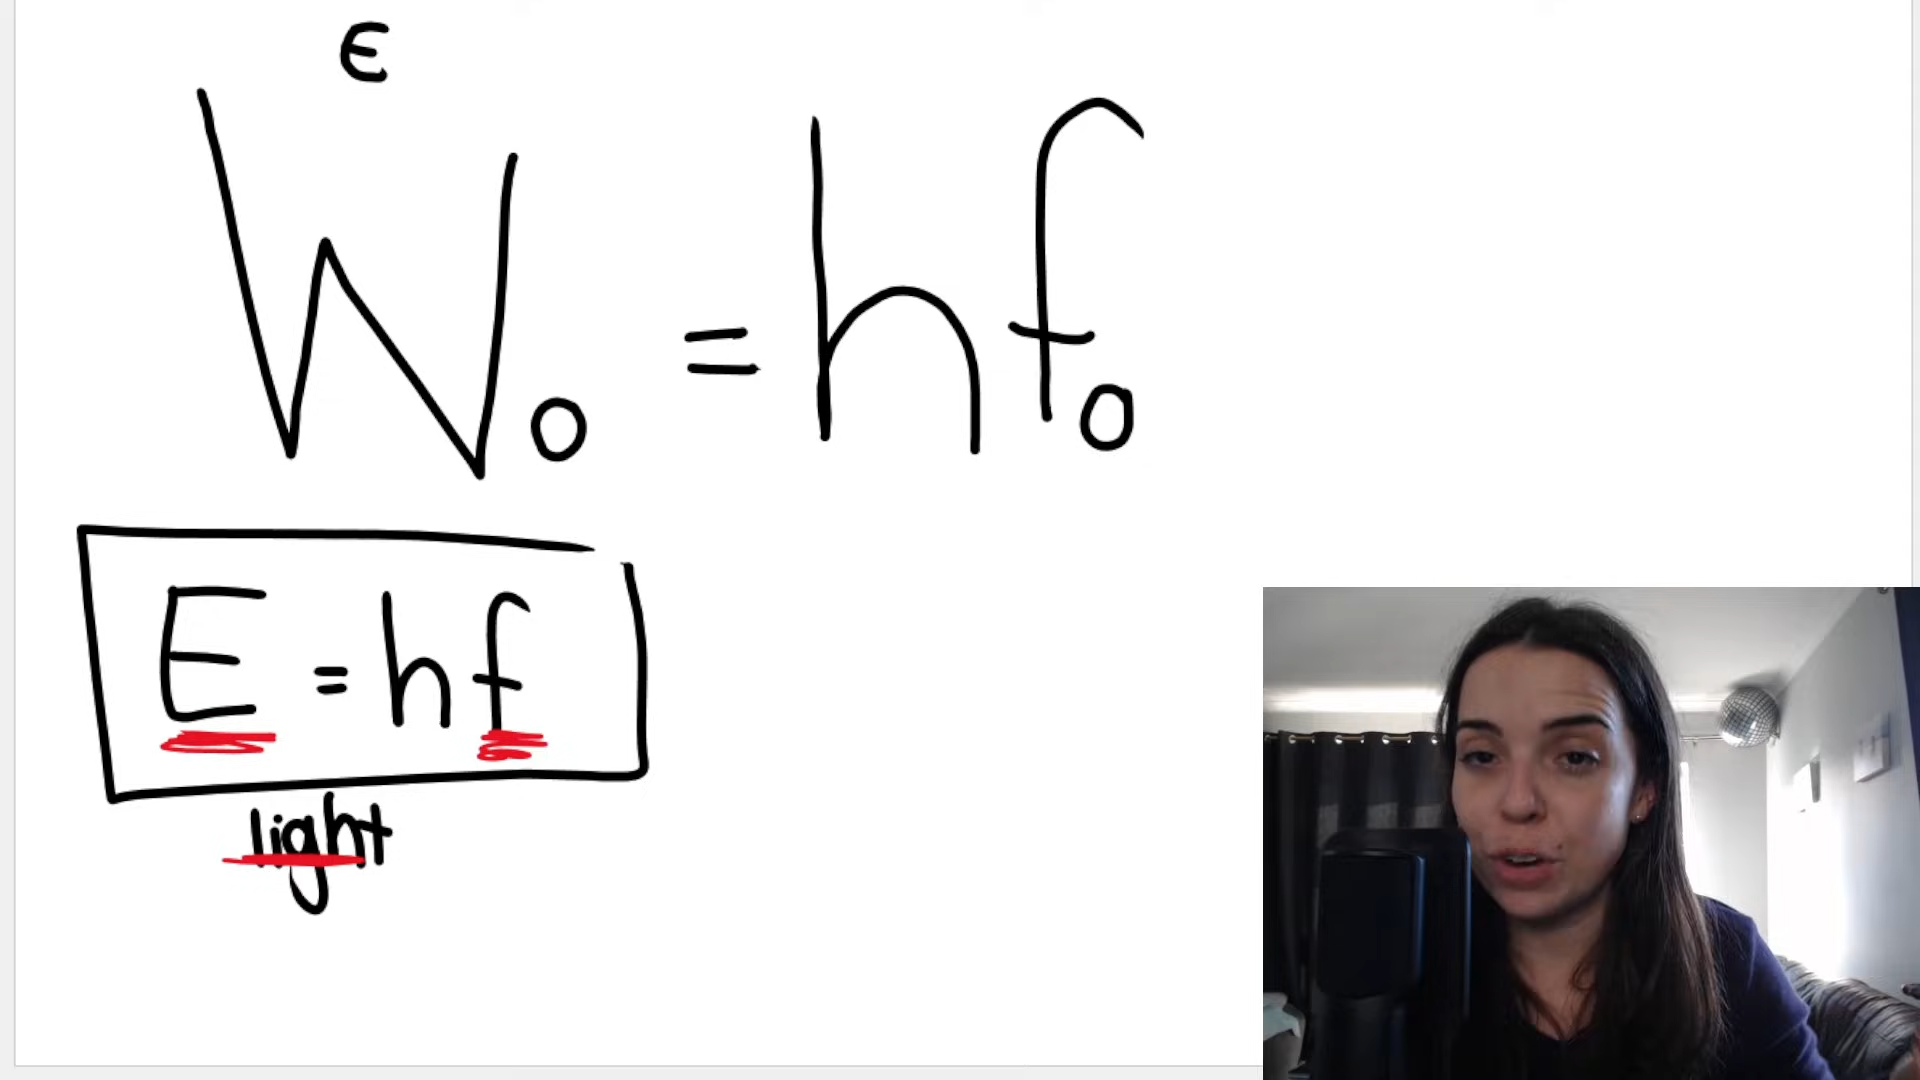 E
W₀ = hf₀
E = hf
light